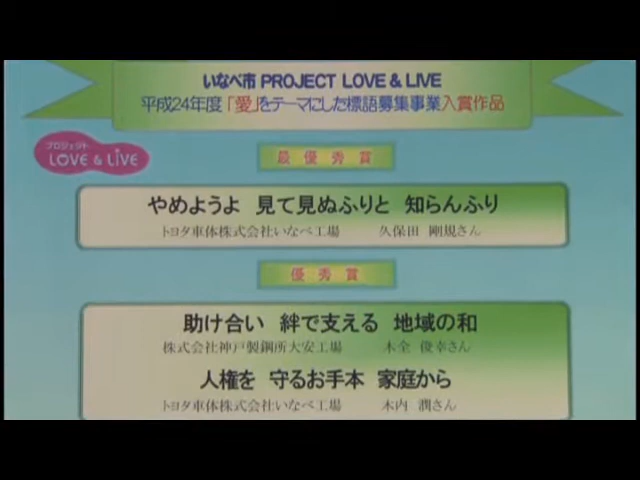 いなべ市 PROJECT LOVE & LIVE
平成24年度 「愛」をテーマにした標語募集事業入賞作品
プロジェクト
LOVE & LIVE
最優秀賞
やめようよ 見て見ぬふりと 知らんふり
トヨタ車体株式会社いなべ工場 久保田 剛規さん
優秀賞
助け合い 絆で支える 地域の和
株式会社神戸製鋼所大安工場 木全 俊幸さん
人権を 守るお手本 家庭から
トヨタ車体株式会社いなべ工場 木内 潤さん